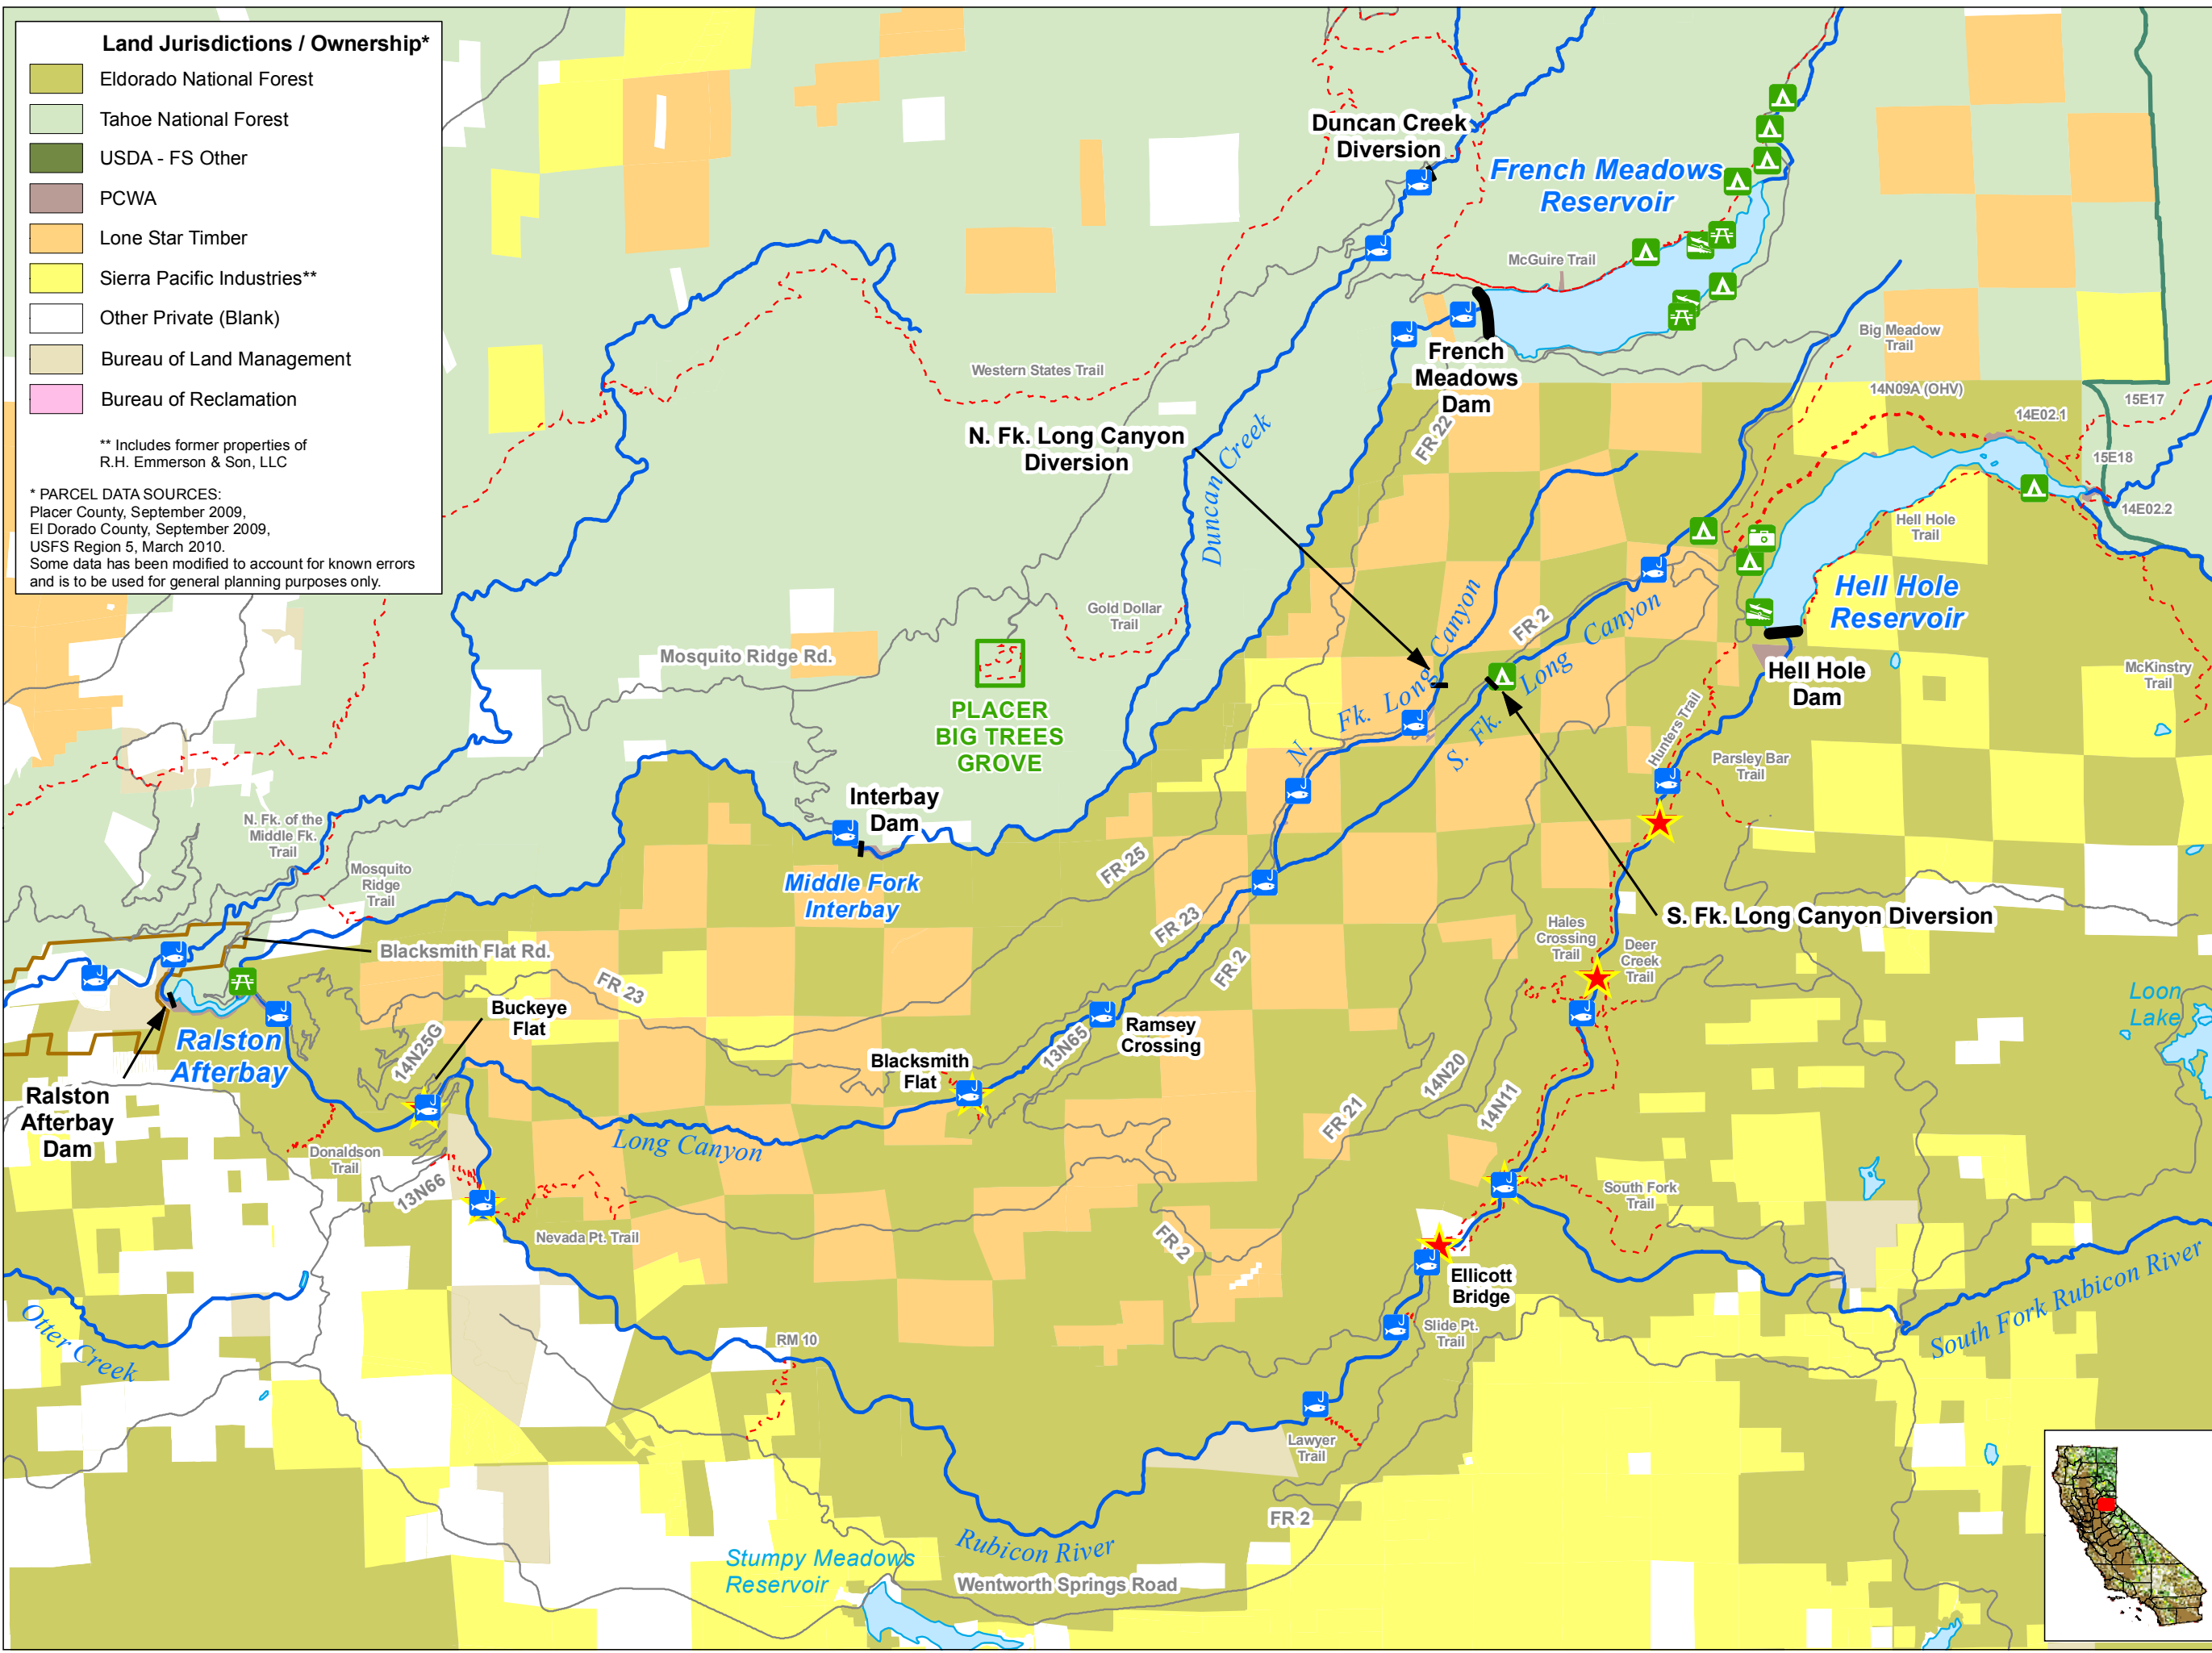 Land Jurisdictions / Ownership*
Eldorado National Forest
Tahoe National Forest
USDA - FS Other
PCWA
Lone Star Timber
Sierra Pacific Industries**
Other Private (Blank)
Bureau of Land Management
Bureau of Reclamation
** Includes former properties of
R.H. Emmerson & Son, LLC
* PARCEL DATA SOURCES:
Placer County, September 2009,
El Dorado County, September 2009,
USFS Region 5, March 2010.
Some data has been modified to account for known errors
and is to be used for general planning purposes only.
Duncan Creek
Diversion
French Meadows
Reservoir
McGuire Trail
French
Meadows
Dam
Western States Trail
Big Meadow
Trail
14N09A (OHV)
14E02.1
15E17
15E18
14E02.2
N. Fk. Long Canyon
Diversion
Duncan Creek
FR 22
Hell Hole
Trail
Hell Hole
Reservoir
Hell Hole
Dam
McKinstry
Trail
Gold Dollar
Trail
Mosquito Ridge Rd.
PLACER
BIG TREES
GROVE
N. Fk. Long Canyon
FR 2
S. Fk. Long Canyon
Hunters Trail
Parsley Bar
Trail
Interbay
Dam
Middle Fork
Interbay
N. Fk. of the
Middle Fk.
Trail
Mosquito
Ridge
Trail
FR 25
FR 23
FR 2
S. Fk. Long Canyon Diversion
Hales
Crossing
Trail
Deer
Creek
Trail
Blacksmith Flat Rd.
FR 23
Buckeye
Flat
14N25G
Ralston
Afterbay
Ralston
Afterbay
Dam
Blacksmith
Flat
13N65
Ramsey
Crossing
Loon
Lake
14N20
14N11
FR 21
Long Canyon
Donaldson
Trail
13N66
Nevada Pt. Trail
South Fork
Trail
FR 2
Ellicott
Bridge
Slide Pt.
Trail
South Fork Rubicon River
Otter Creek
RM 10
Lawyer
Trail
FR 2
Rubicon River
Stumpy Meadows
Reservoir
Wentworth Springs Road